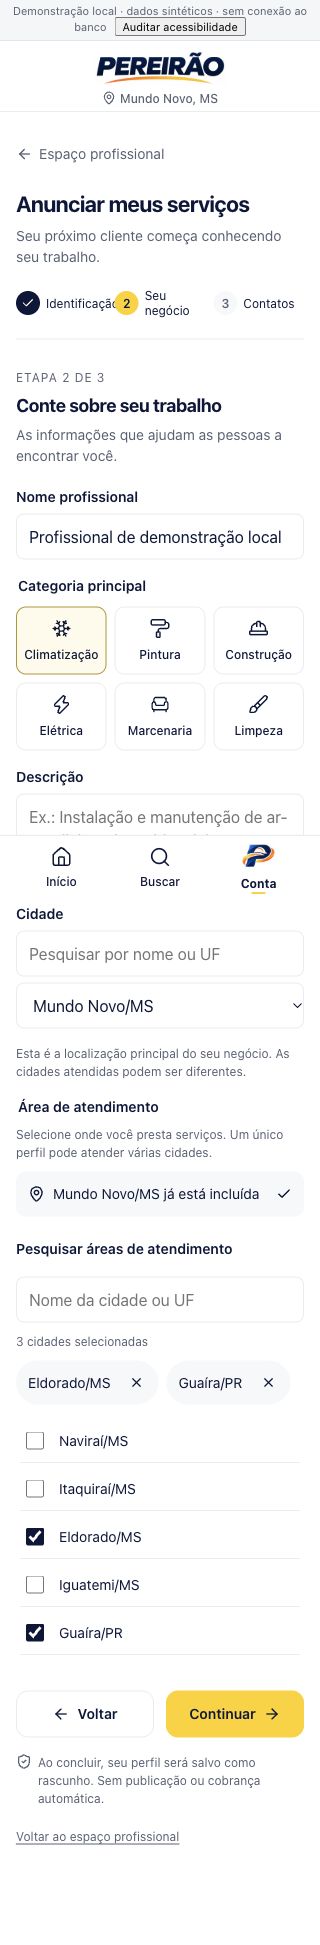 Demonstração local · dados sintéticos · sem conexão ao
banco Auditar acessibilidade
PEREIRÃO
Mundo Novo, MS
Espaço profissional
Anunciar meus serviços
Seu próximo cliente começa conhecendo
seu trabalho.
Identificação
2 Seu
negócio
3 Contatos
ETAPA 2 DE 3
Conte sobre seu trabalho
As informações que ajudam as pessoas a
encontrar você.
Nome profissional
Profissional de demonstração local
Categoria principal
Climatização Pintura Construção
Elétrica Marcenaria Limpeza
Descrição
Ex.: Instalação e manutenção de ar-
Início Buscar Conta
Cidade
Pesquisar por nome ou UF
Mundo Novo/MS
Esta é a localização principal do seu negócio. As
cidades atendidas podem ser diferentes.
Área de atendimento
Selecione onde você presta serviços. Um único
perfil pode atender várias cidades.
Mundo Novo/MS já está incluída
Pesquisar áreas de atendimento
Nome da cidade ou UF
3 cidades selecionadas
Eldorado/MS Guaíra/PR
Naviraí/MS
Itaquiraí/MS
Eldorado/MS
Iguatemi/MS
Guaíra/PR
Voltar Continuar
Ao concluir, seu perfil será salvo como
rascunho. Sem publicação ou cobrança
automática.
Voltar ao espaço profissional